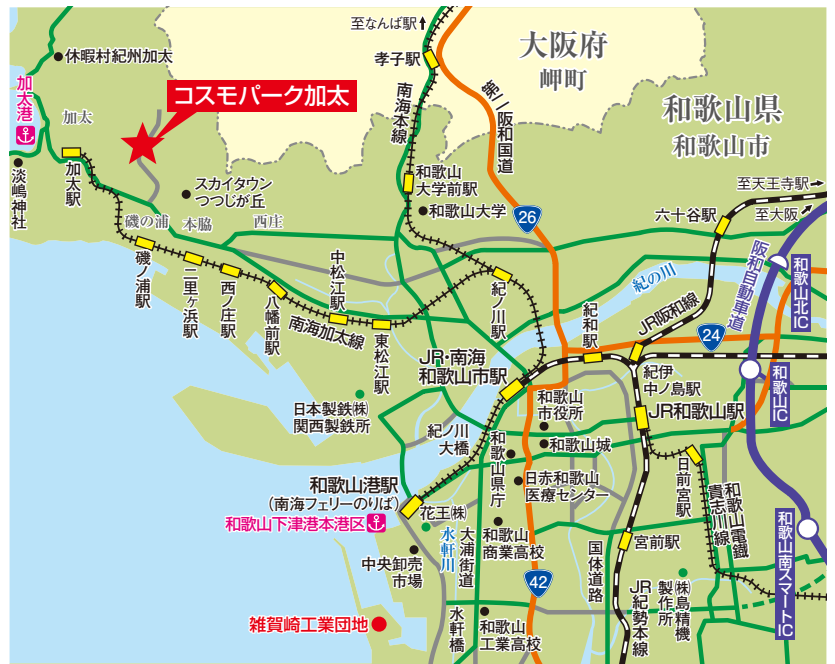 至なんば駅
大阪府
岬町
孝子駅
休暇村紀州加太
加太港
コスモパーク加太
南海本線
第二阪和国道
和歌山県
和歌山市
加太
加太駅
淡嶋神社
スカイタウン
つつじが丘
和歌山
大学前駅
和歌山大学
至天王寺駅
至大阪
六十谷駅
26
磯の浦
本脇
西庄
磯ノ浦駅
二里ヶ浜駅
西ノ庄駅
八幡前駅
中松江駅
南海加太線
東松江駅
紀ノ川駅
紀の川
紀和駅
JR阪和線
阪和自動車道
和歌山北IC
24
JR・南海
和歌山市駅
紀伊
中ノ島駅
和歌山IC
日本製鉄㈱
関西製鉄所
紀ノ川
大橋
和歌山
市役所
和歌山城
JR和歌山駅
和歌山県庁
日赤和歌山
医療センター
日前宮駅
和歌山電鐵
貴志川線
和歌山港駅
(南海フェリーのりば)
花王㈱
和歌山下津港本港区
水軒川
大浦街道
和歌山
商業高校
国体道路
宮前駅
和歌山南スマートIC
中央卸売
市場
42
JR紀勢本線
㈱島精機
製作所
雑賀崎工業団地
水軒橋
和歌山
工業高校